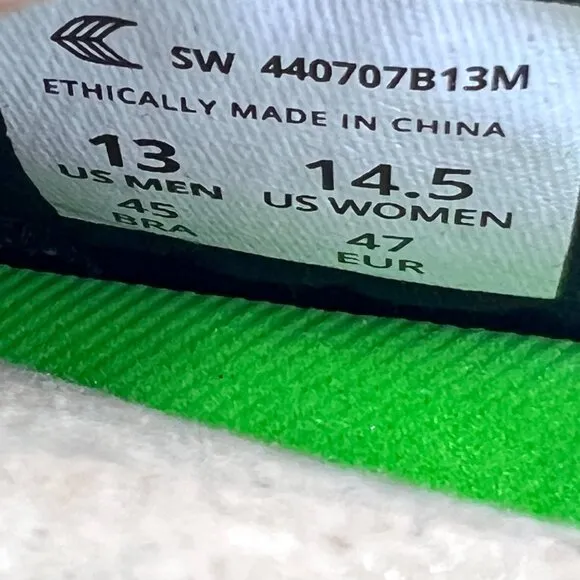 SW 440707B13M
ETHICALLY MADE IN CHINA
13 14.5
US MEN US WOMEN
45 47
BRA EUR